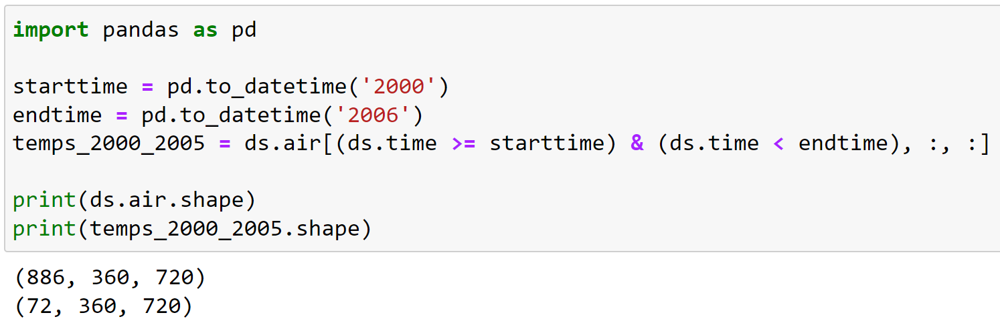 import pandas as pd
starttime = pd.to_datetime('2000')
endtime = pd.to_datetime('2006')
temps_2000_2005 = ds.air[(ds.time >= starttime) & (ds.time < endtime), :, :]
print(ds.air.shape)
print(temps_2000_2005.shape)
(886, 360, 720)
(72, 360, 720)